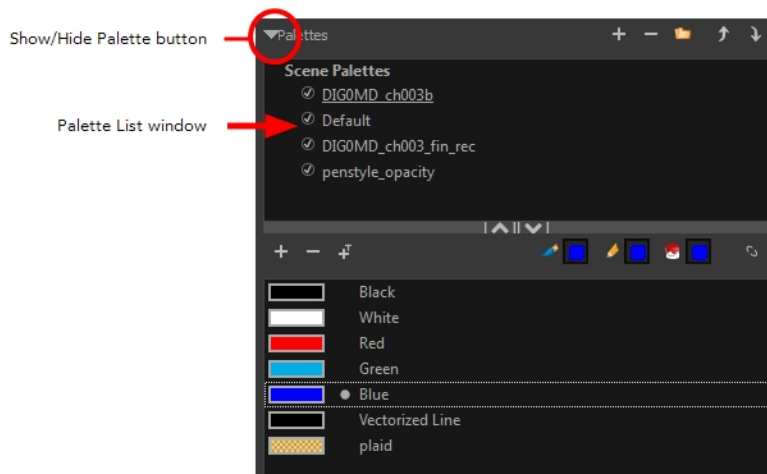 Show/Hide Palette button
Palettes
Scene Palettes
DIG0MD_ch003b
Palette List window
Default
DIG0MD_ch003_fin_rec
penstyle_opacity
Black
White
Red
Green
Blue
Vectorized Line
plaid